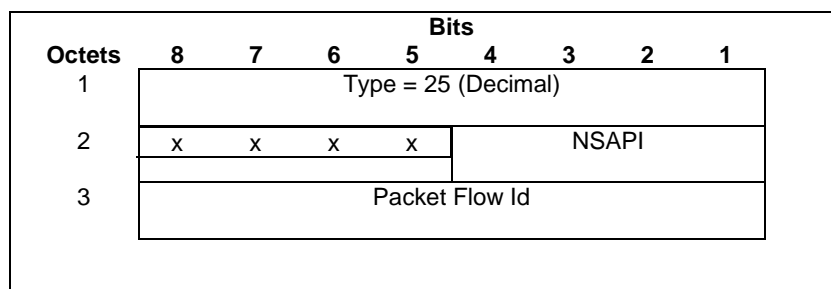 Bits
Octets 8 7 6 5 4 3 2 1
1 Type = 25 (Decimal)
2 x x x x NSAPI
3 Packet Flow Id